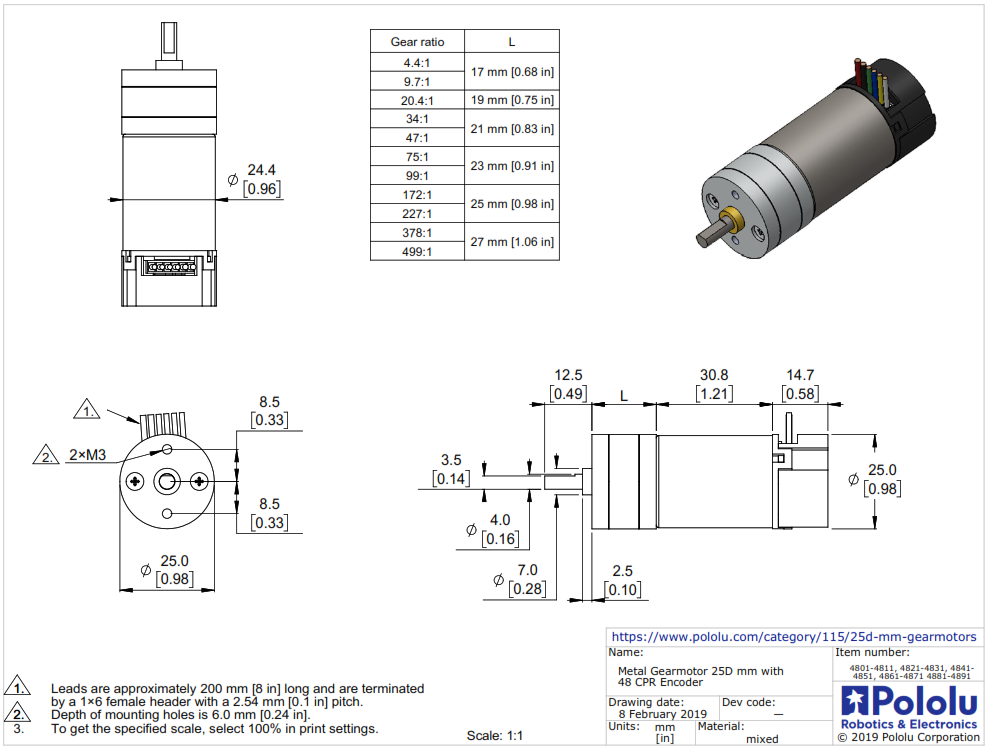 Gear ratio L
4.4:1
17 mm [0.68 in]
9.7:1
20.4:1 19 mm [0.75 in]
34:1
21 mm [0.83 in]
47:1
75:1
23 mm [0.91 in]
99:1
172:1
25 mm [0.98 in]
227:1
378:1
27 mm [1.06 in]
499:1
⌀ 24.4
[0.96]
1.
2. 2×M3
8.5
[0.33]
8.5
[0.33]
⌀ 25.0
[0.98]
12.5
[0.49]
L
30.8
[1.21]
14.7
[0.58]
3.5
[0.14]
⌀ 4.0
[0.16]
⌀ 7.0
[0.28]
2.5
[0.10]
⌀ 25.0
[0.98]
1. Leads are approximately 200 mm [8 in] long and are terminated
by a 1×6 female header with a 2.54 mm [0.1 in] pitch.
2. Depth of mounting holes is 6.0 mm [0.24 in].
3. To get the specified scale, select 100% in print settings.
Scale: 1:1
https://www.pololu.com/category/115/25d-mm-gearmotors
Name:
Metal Gearmotor 25D mm with
48 CPR Encoder
Item number:
4801-4811, 4821-4831, 4841-
4851, 4861-4871 4881-4891
Drawing date:
8 February 2019
Dev code:
—
Units: mm
[in]
Material:
mixed
Pololu
Robotics & Electronics
© 2019 Pololu Corporation